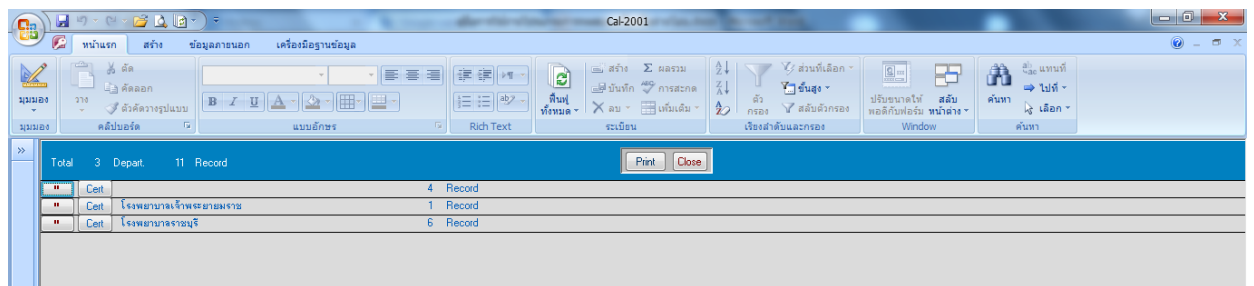 Cal-2001
หน้าแรก สร้าง ข้อมูลภายนอก เครื่องมือฐานข้อมูล
มุมมอง
วาง
ตัด
คัดลอก
ตัวคัดวางรูปแบบ
B I U A
ab
พื้นฟู
ทั้งหมด
สร้าง
บันทึก
ลบ
Σ ผลรวม
การสะกด
เพิ่มเติม
ตัว
กรอง
ส่วนที่เลือก
ขั้นสูง
สลับตัวกรอง
ปรับขนาดให้
พอดีกับฟอร์ม
สลับ
หน้าต่าง
ค้นหา
แทนที่
ไปที่
เลือก
มุมมอง คลิปบอร์ด แบบอักษร Rich Text ระเบียน เรียงลำดับและกรอง Window ค้นหา
Total 3 Depart. 11 Record Print Close
" Cert 4 Record
" Cert โรงพยาบาลเจ้าพระยายมราช 1 Record
" Cert โรงพยาบาลราชบุรี 6 Record